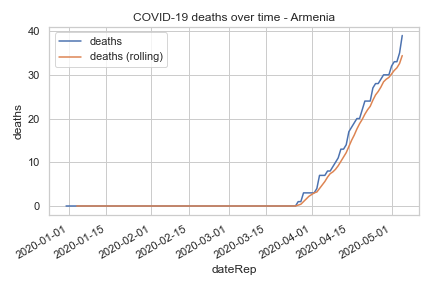 COVID-19 deaths over time - Armenia
deaths
deaths (rolling)
deaths
40
30
20
10
0
2020-01-01
2020-01-15
2020-02-01
2020-02-15
2020-03-01
2020-03-15
2020-04-01
2020-04-15
2020-05-01
dateRep